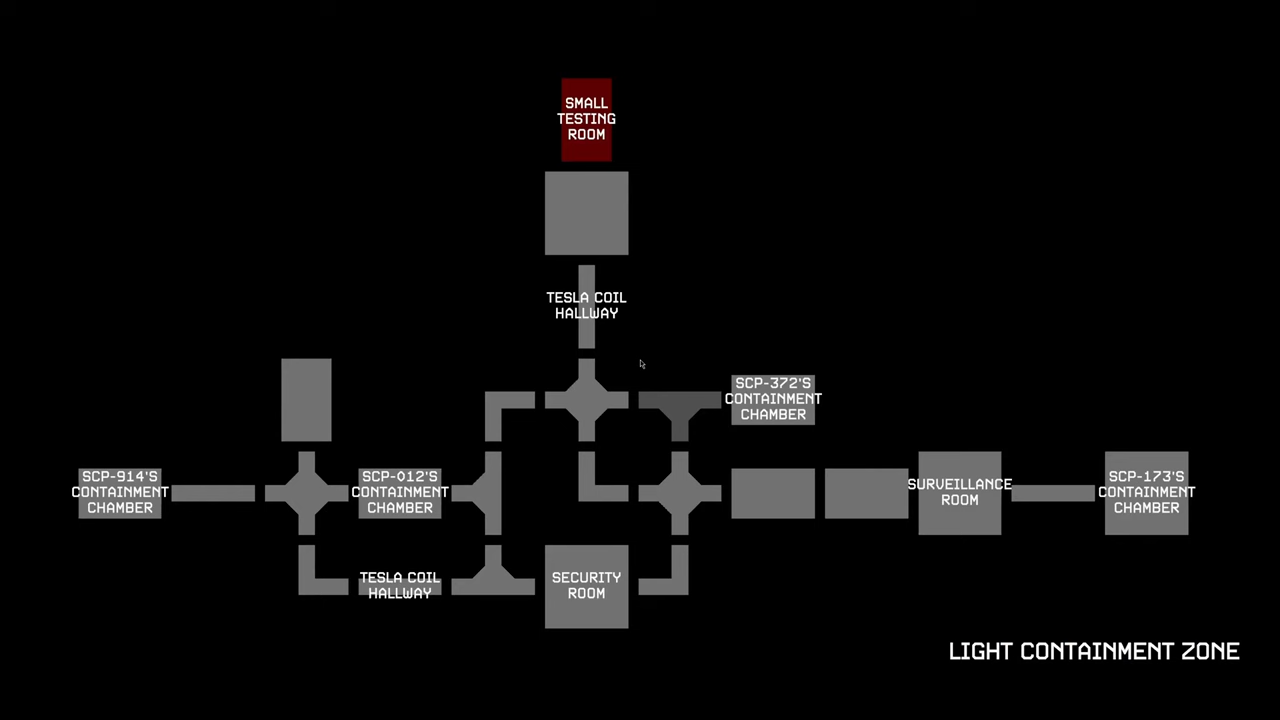 SMALL
TESTING
ROOM
TESLA COIL
HALLWAY
SCP-372'S
CONTAINMENT
CHAMBER
SCP-914'S
CONTAINMENT
CHAMBER
SCP-012'S
CONTAINMENT
CHAMBER
SURVEILLANCE
ROOM
SCP-173'S
CONTAINMENT
CHAMBER
TESLA COIL
HALLWAY
SECURITY
ROOM
LIGHT CONTAINMENT ZONE